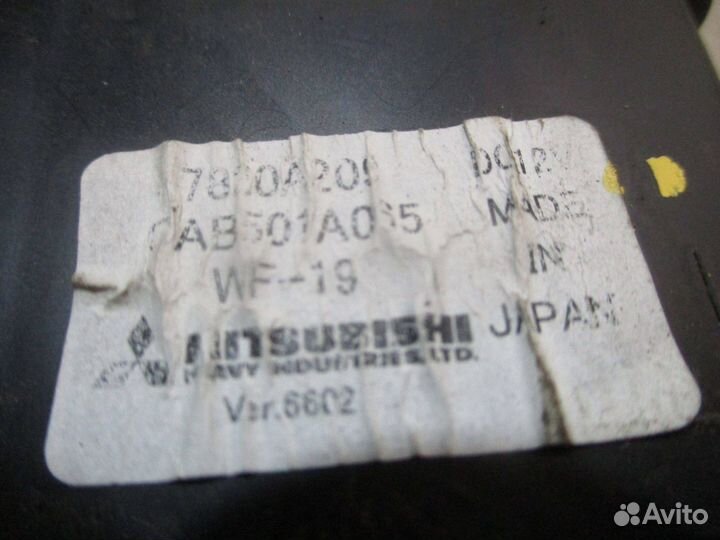 7820A209 DC12V
CAB501A065 MADE
WF-19 IN
MITSUBISHI JAPAN
HEAVY INDUSTRIES, LTD.
Ver.6602
Avito